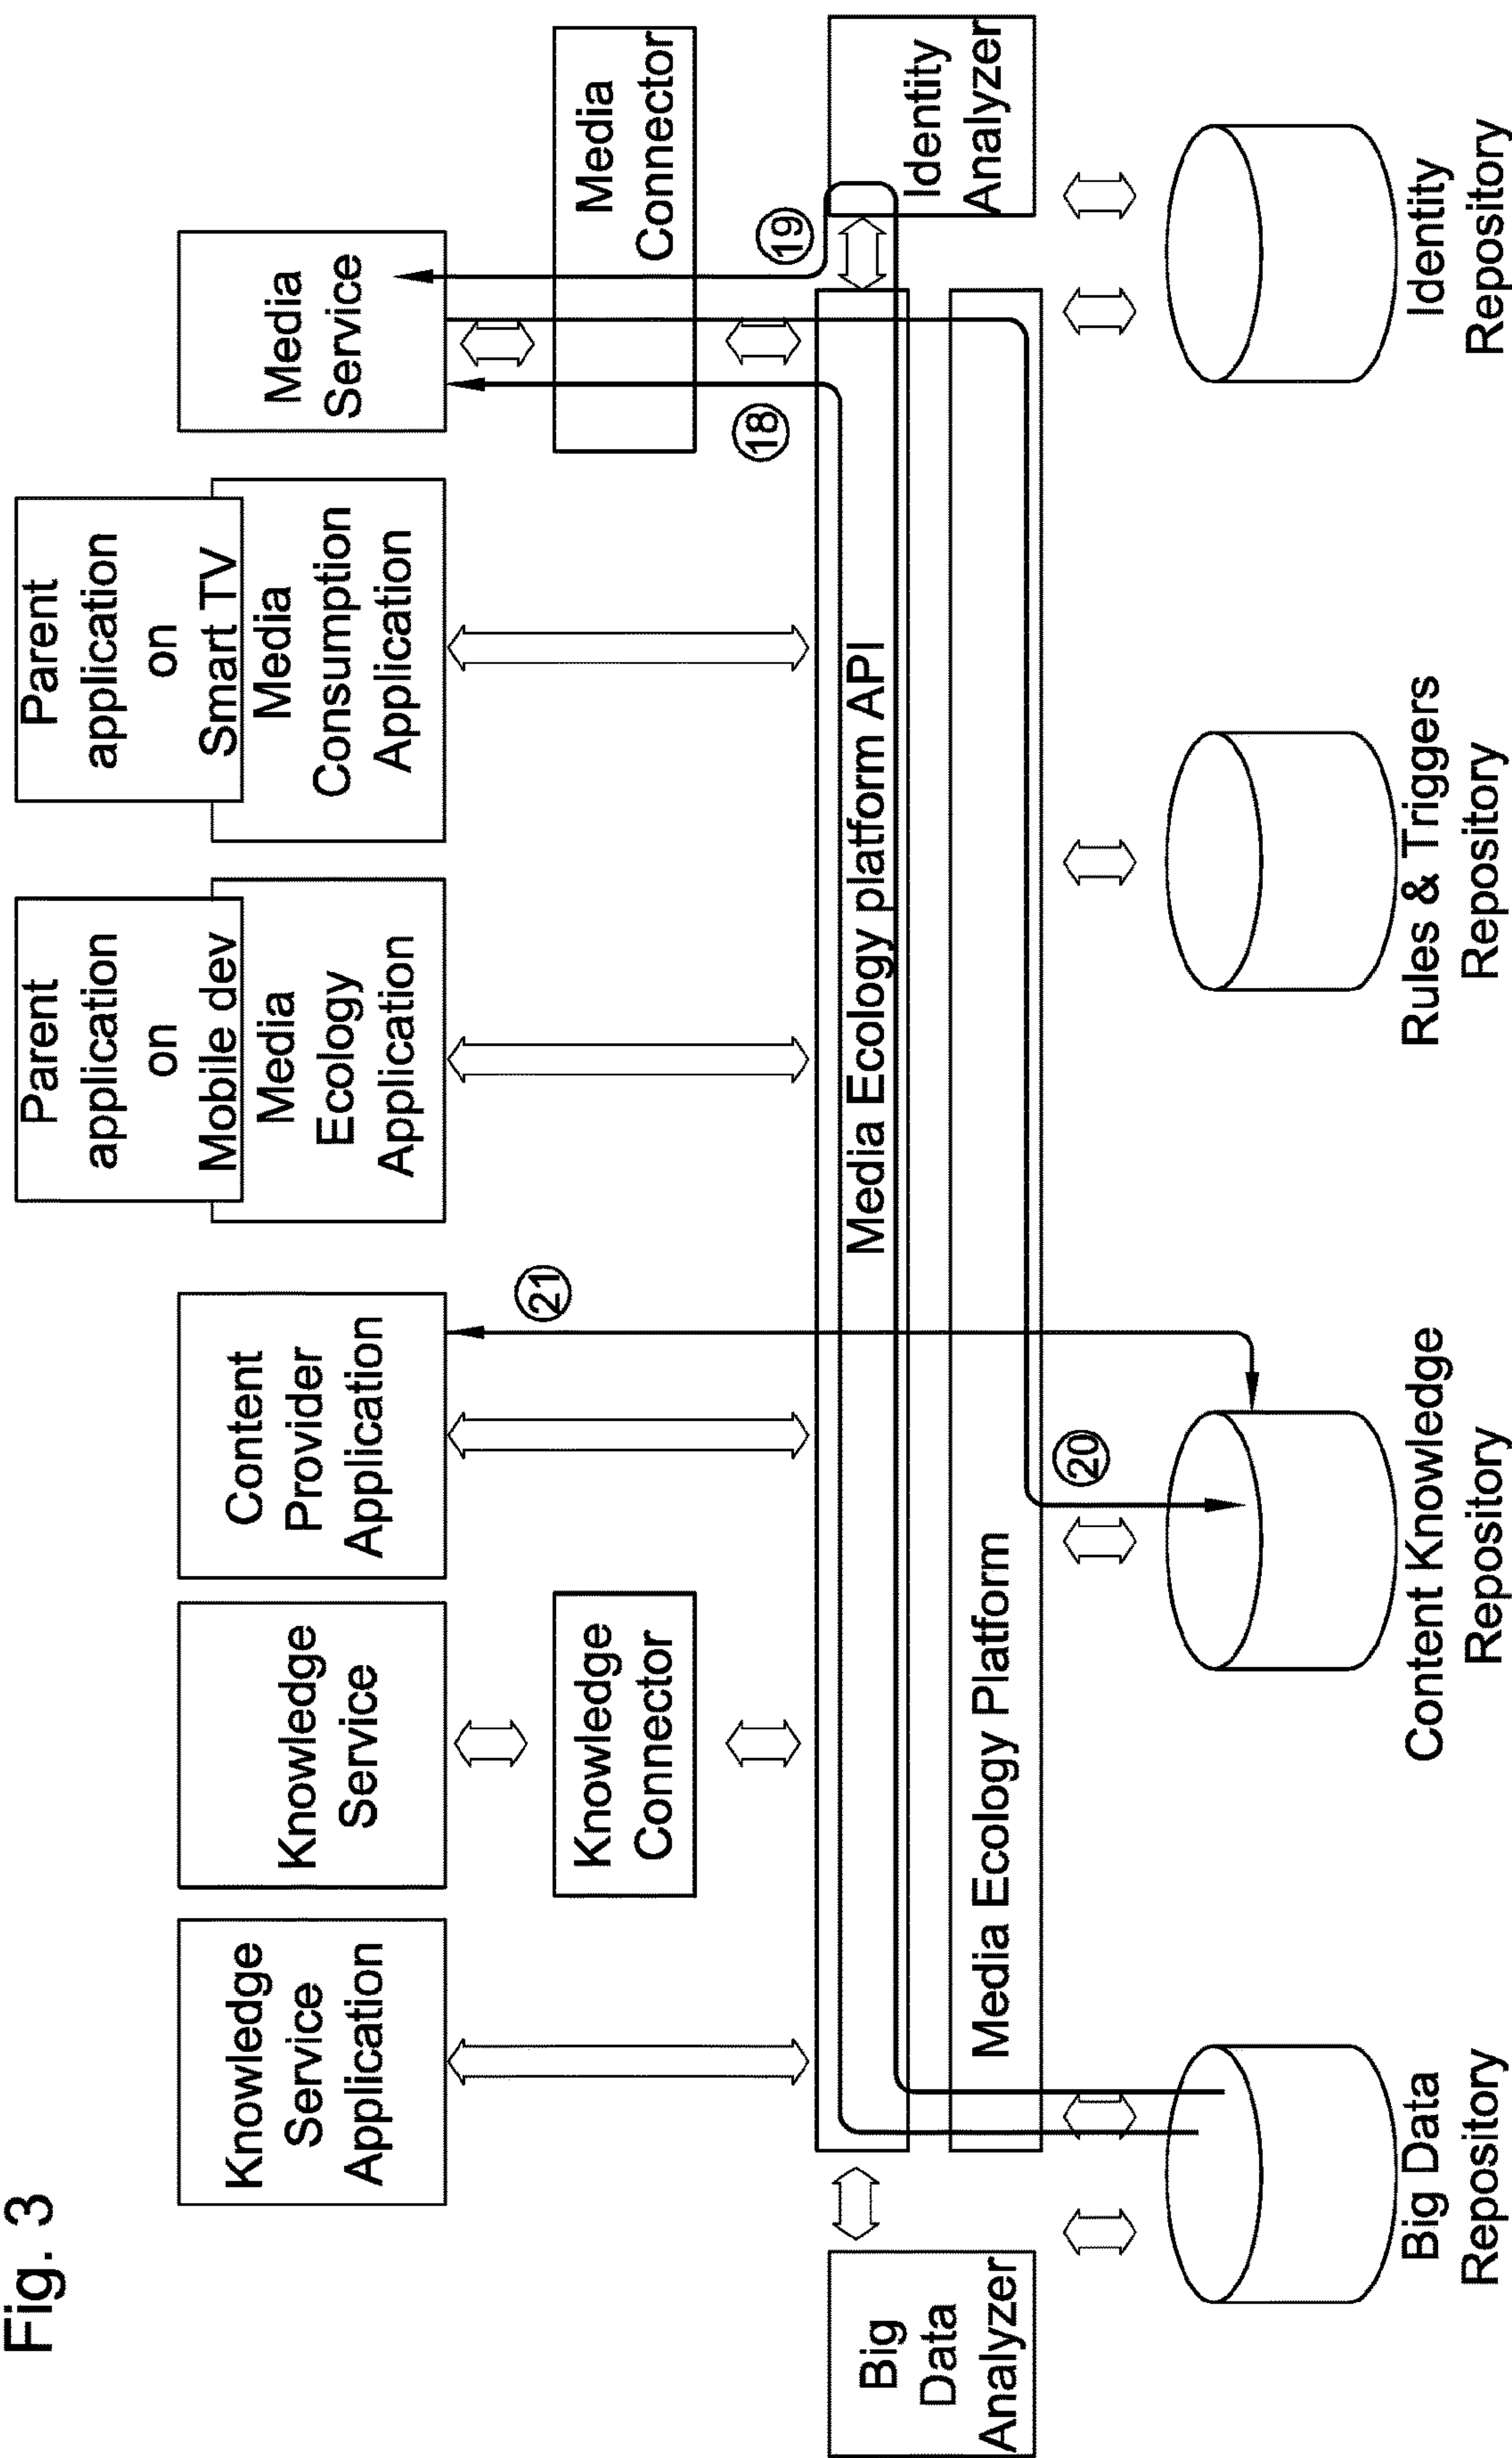 Fig. 3
Knowledge
Service
Application
Knowledge
Service
Content
Provider
Application
Parent
application
on
Mobile dev
Media
Ecology
Application
Parent
application
on
Smart TV
Media
Consumption
Application
Media
Service
Knowledge
Connector
21
18
19
Media
Connector
Big
Data
Analyzer
Media Ecology platform API
Media Ecology Platform
Identity
Analyzer
20
Big Data
Repository
Content Knowledge
Repository
Rules & Triggers
Repository
Identity
Repository